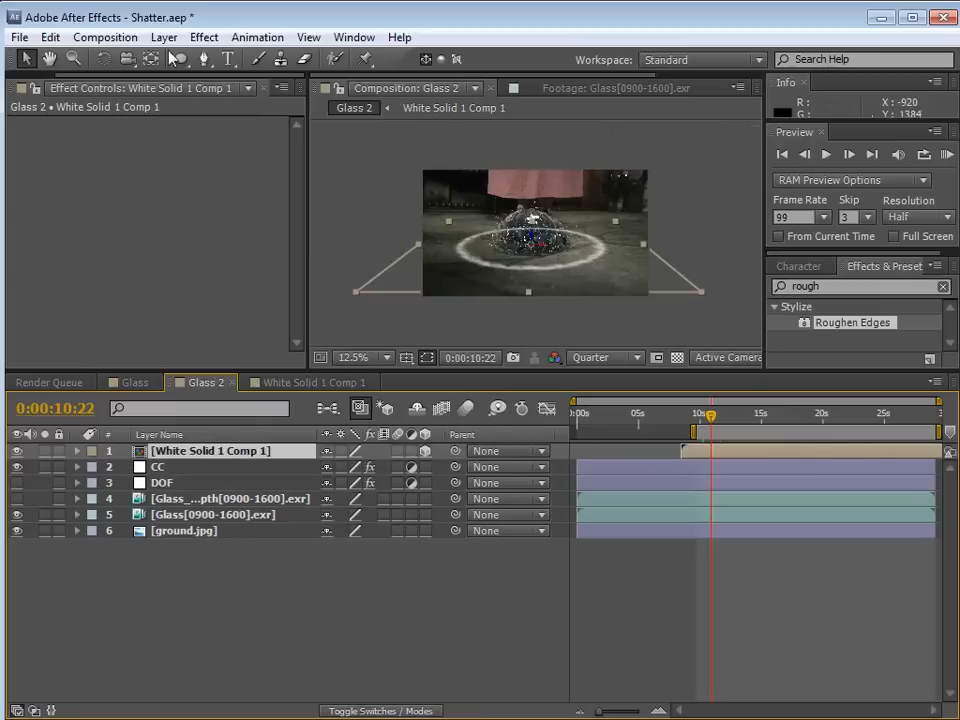 Adobe After Effects - Shatter.aep *
File Edit Composition Layer Effect Animation View Window Help
Workspace: Standard Search Help
Effect Controls: White Solid 1 Comp 1
Composition: Glass 2
Footage: Glass[0900-1600].exr
Info
Glass 2 • White Solid 1 Comp 1
Glass 2 White Solid 1 Comp 1
R :
G :
X : -920
Y : 1384
Preview
RAM Preview Options
Frame Rate Skip Resolution
99 3 Half
From Current Time Full Screen
Character Effects & Preset
rough
Stylize
Roughen Edges
12.5% 0:00:10:22 Quarter Active Camera
Render Queue Glass Glass 2 White Solid 1 Comp 1
0:00:10:22
:00s 05s 10s 15s 20s 25s
# Layer Name Parent
1 [White Solid 1 Comp 1] None
2 CC fx None
3 DOF fx None
4 [Glass_...pth[0900-1600].exr] None
5 [Glass[0900-1600].exr] None
6 [ground.jpg] None
Toggle Switches / Modes